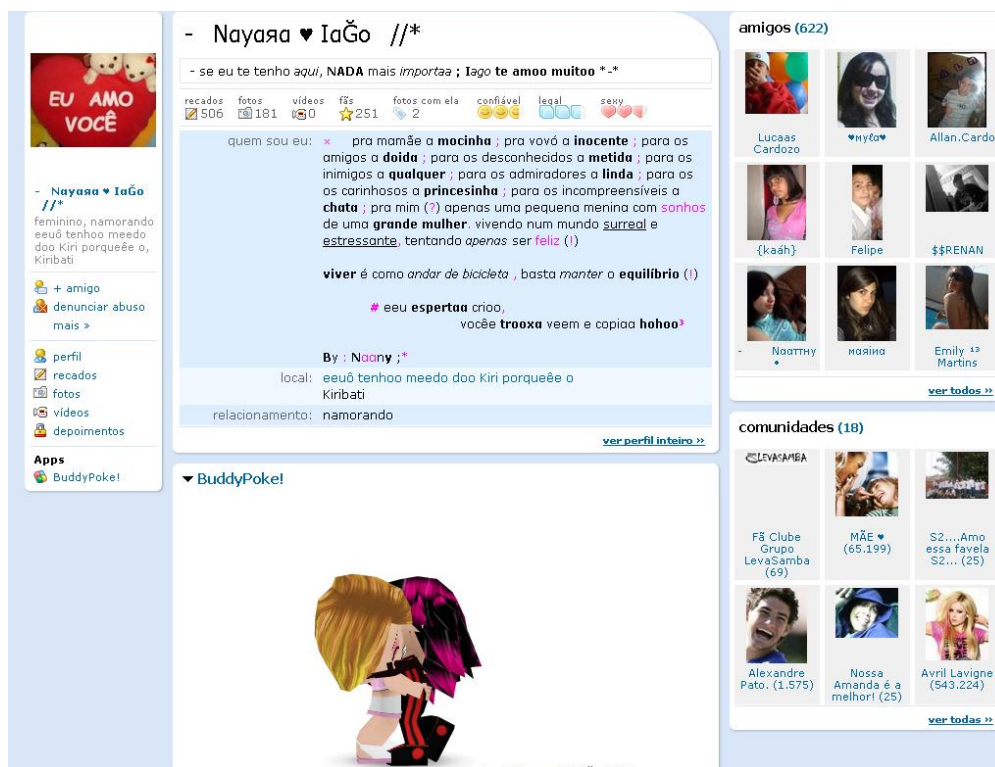 EU AMO
VOCÊ
- Nayaяa ♥ IaĞo
//*
feminino, namorando
eeuô tenhoo meedo
doo Kiri porqueêe o,
Kiribati
+ amigo
denunciar abuso
mais »
perfil
recados
fotos
vídeos
depoimentos
Apps
BuddyPoke!
- Nayaяa ♥ IaĞo //*
- se eu te tenho aqui, NADA mais importaa ; Iago te amoo muitoo *-*
recados fotos vídeos fãs fotos com ela confiável legal sexy
506 181 0 251 2
quem sou eu: × pra mamãe a mocinha ; pra vovó a inocente ; para os
amigos a doida ; para os desconhecidos a metida ; para os
inimigos a qualquer ; para os admiradores a linda ; para os
os carinhosos a princesinha ; para os incompreensíveis a
chata ; pra mim (?) apenas uma pequena menina com sonhos
de uma grande mulher. vivendo num mundo surreal e
estressante, tentando apenas ser feliz (!)
viver é como andar de bicicleta , basta manter o equilíbrio (!)
# eeu espertaa crioo,
vocêe trooxa veem e copiaa hohoo³
By : Naany ;*
local: eeuô tenhoo meedo doo Kiri porqueêe o
Kiribati
relacionamento: namorando
ver perfil inteiro »
BuddyPoke!
amigos (622)
Lucaas
Cardozo
♥мyℓα♥
Allan.Cardo
{kaáh}
Felipe
$$RENAN
- Naaттнy
•
мaяiнa
Emily ¹³
Martins
ver todos »
comunidades (18)
LEVASAMBA
Fã Clube
Grupo
LevaSamba
(69)
MÃE ♥
(65.199)
S2....Amo
essa favela
S2... (25)
Alexandre
Pato. (1.575)
Nossa
Amanda é a
melhor! (25)
Avril Lavigne
(543.224)
ver todas »